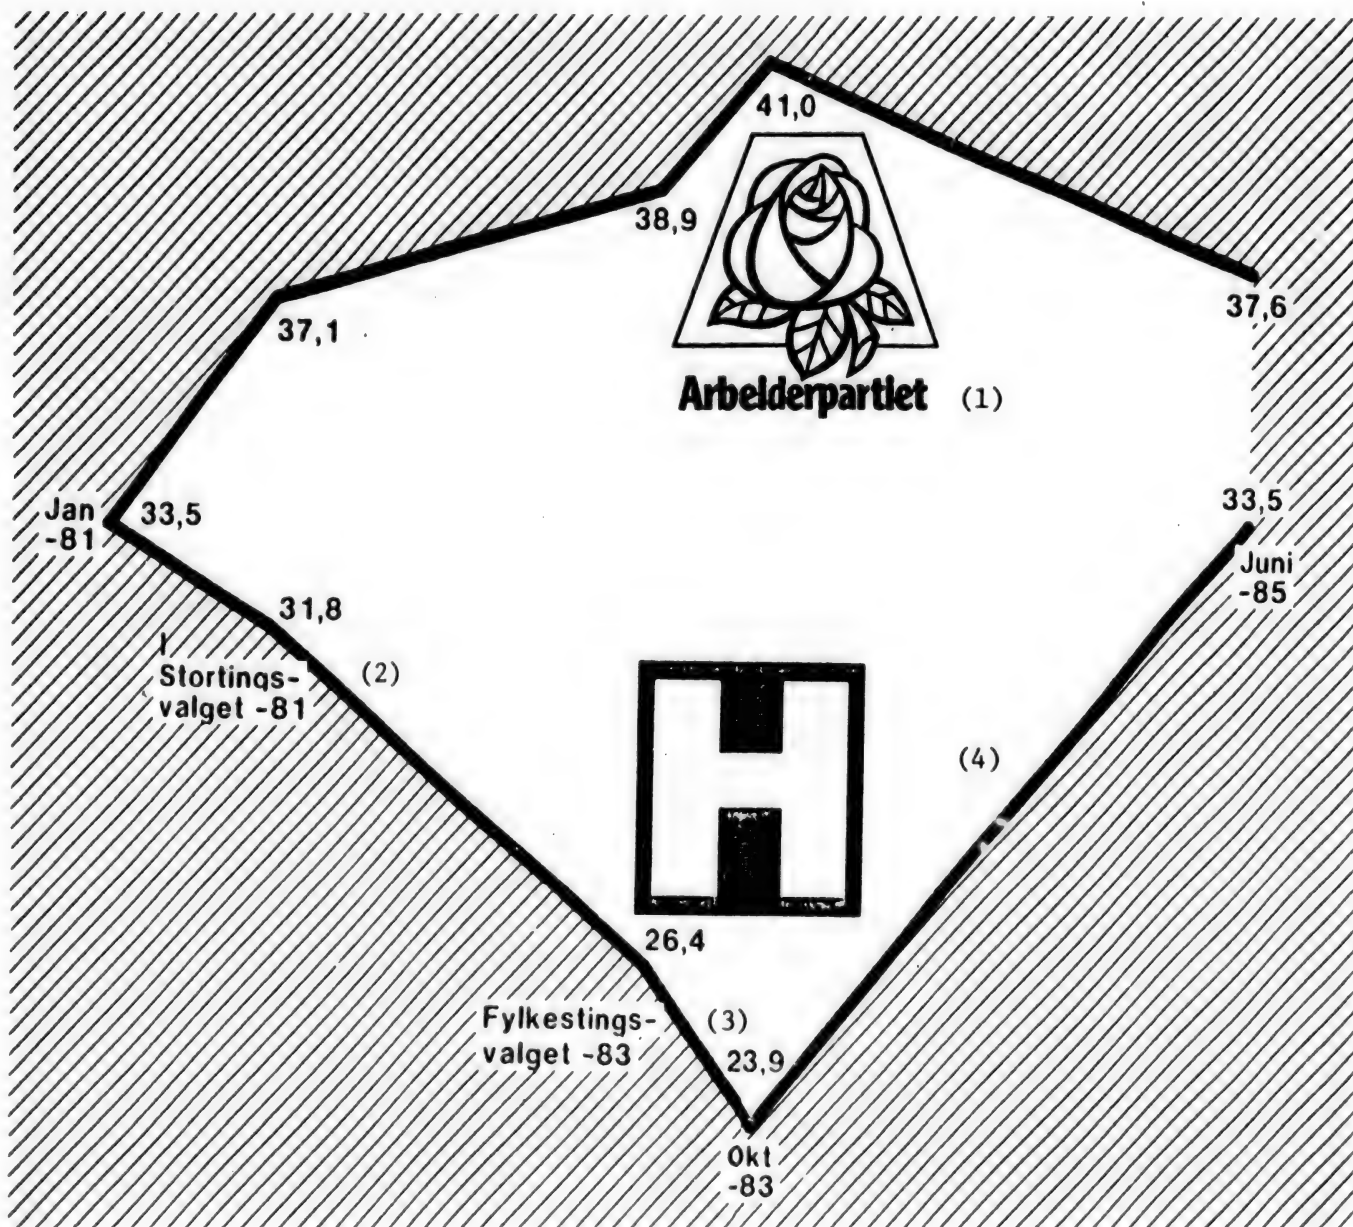 41,0
38,9
37,6
37,1
Arbeiderpartiet (1)
Jan
-81
33,5
33,5
Juni
-85
31,8
I
Stortings-
valget -81
(2)
H
(4)
26,4
Fylkestings-
valget -83
(3)
23,9
Okt
-83